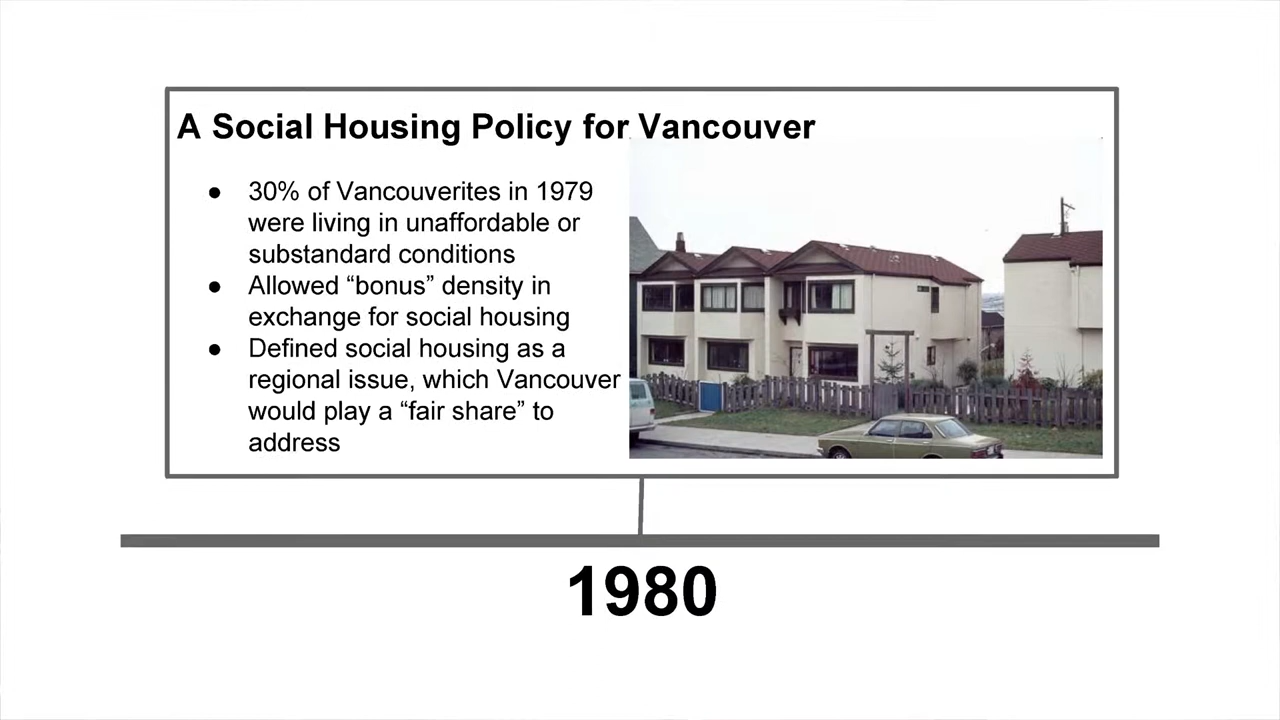 A Social Housing Policy for Vancouver
● 30% of Vancouverites in 1979
were living in unaffordable or
substandard conditions
● Allowed “bonus” density in
exchange for social housing
● Defined social housing as a
regional issue, which Vancouver
would play a “fair share” to
address
1980